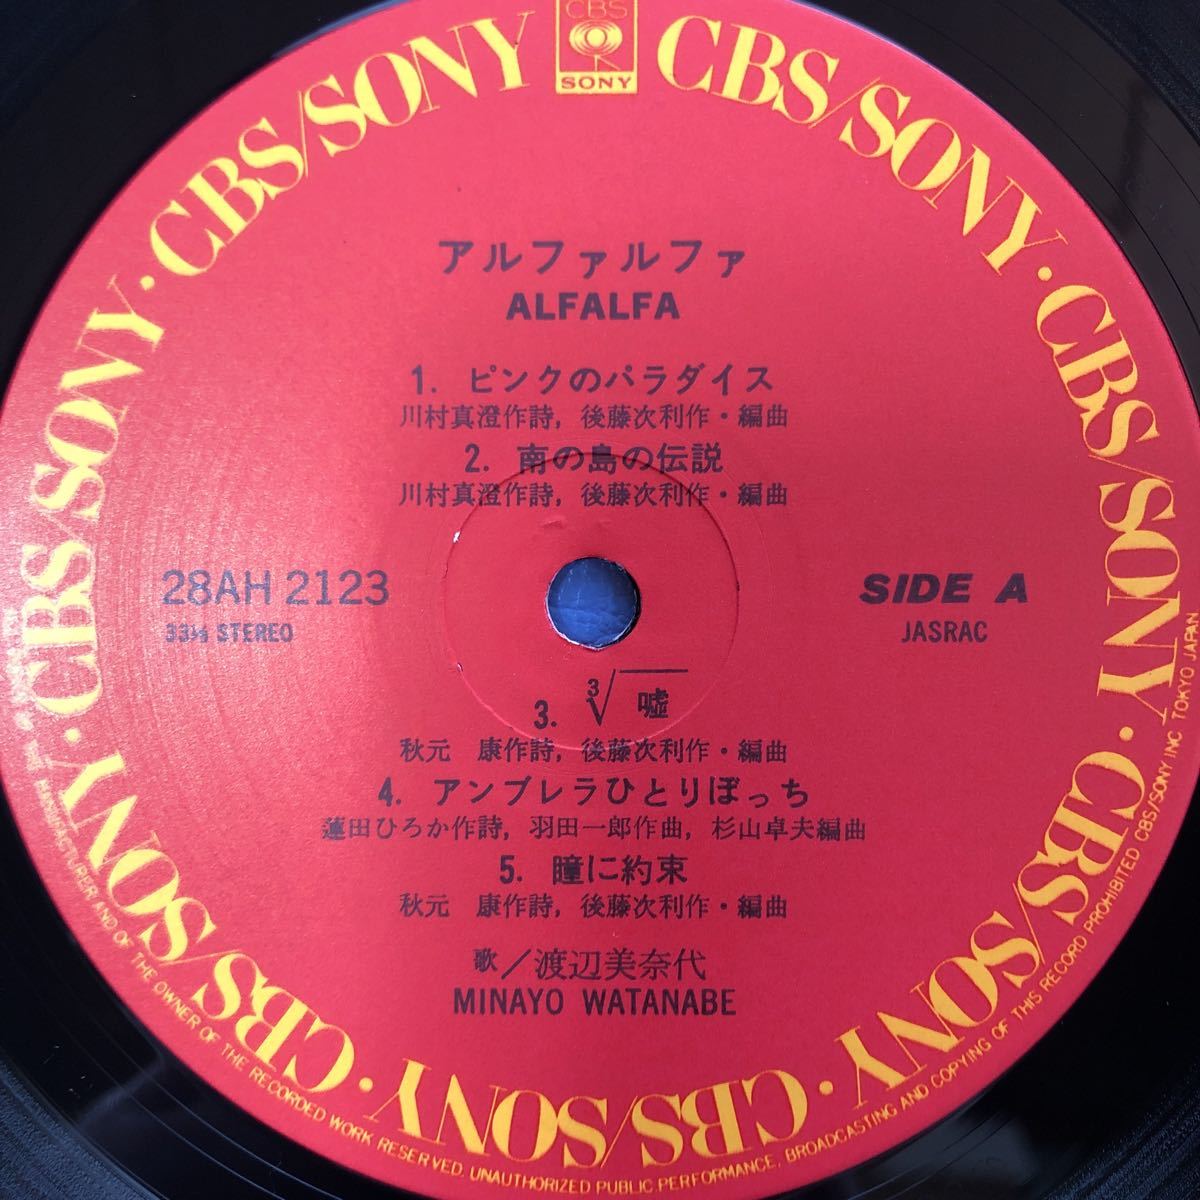 CBS
SONY
CBS/SONY · CBS/SONY · CBS/SONY · CBS/SONY · CBS/SONY · CBS/SONY · CBS/SONY · CBS/SONY · CBS/SONY
アルファルファ
ALFALFA
1. ピンクのパラダイス
川村真澄作詩, 後藤次利作・編曲
2. 南の島の伝説
川村真澄作詩, 後藤次利作・編曲
28AH 2123
33⅓ STEREO
SIDE A
JASRAC
3. ∛嘘
秋元 康作詩, 後藤次利作・編曲
4. アンブレラひとりぼっち
蓮田ひろか作詩, 羽田一郎作曲, 杉山卓夫編曲
5. 瞳に約束
秋元 康作詩, 後藤次利作・編曲
歌／渡辺美奈代
MINAYO WATANABE
MANUFACTURER AND OF THE OWNER OF THE RECORDED WORK RESERVED. UNAUTHORIZED PUBLIC PERFORMANCE, BROADCASTING AND COPYING OF THIS RECORD PROHIBITED CBS/SONY INC TOKYO JAPAN